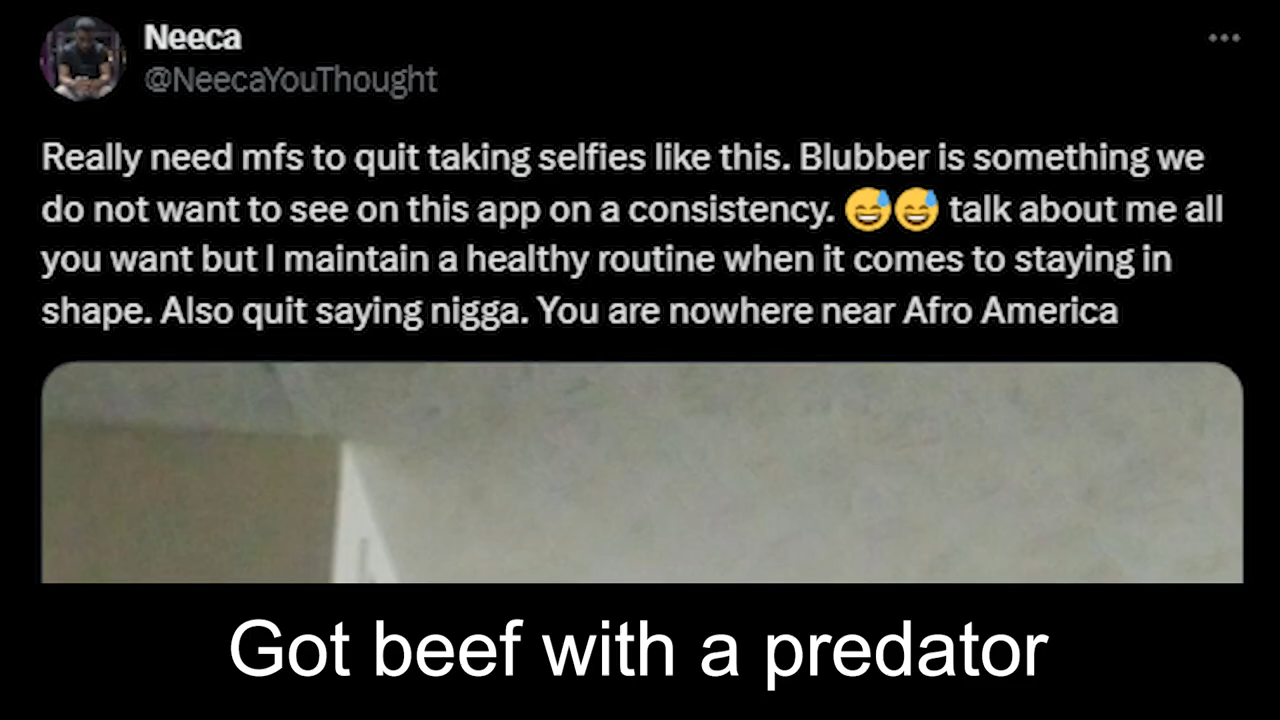 Neeca
@NeecaYouThought
Really need mfs to quit taking selfies like this. Blubber is something we
do not want to see on this app on a consistency. 😅😅 talk about me all
you want but I maintain a healthy routine when it comes to staying in
shape. Also quit saying nigga. You are nowhere near Afro America
Got beef with a predator